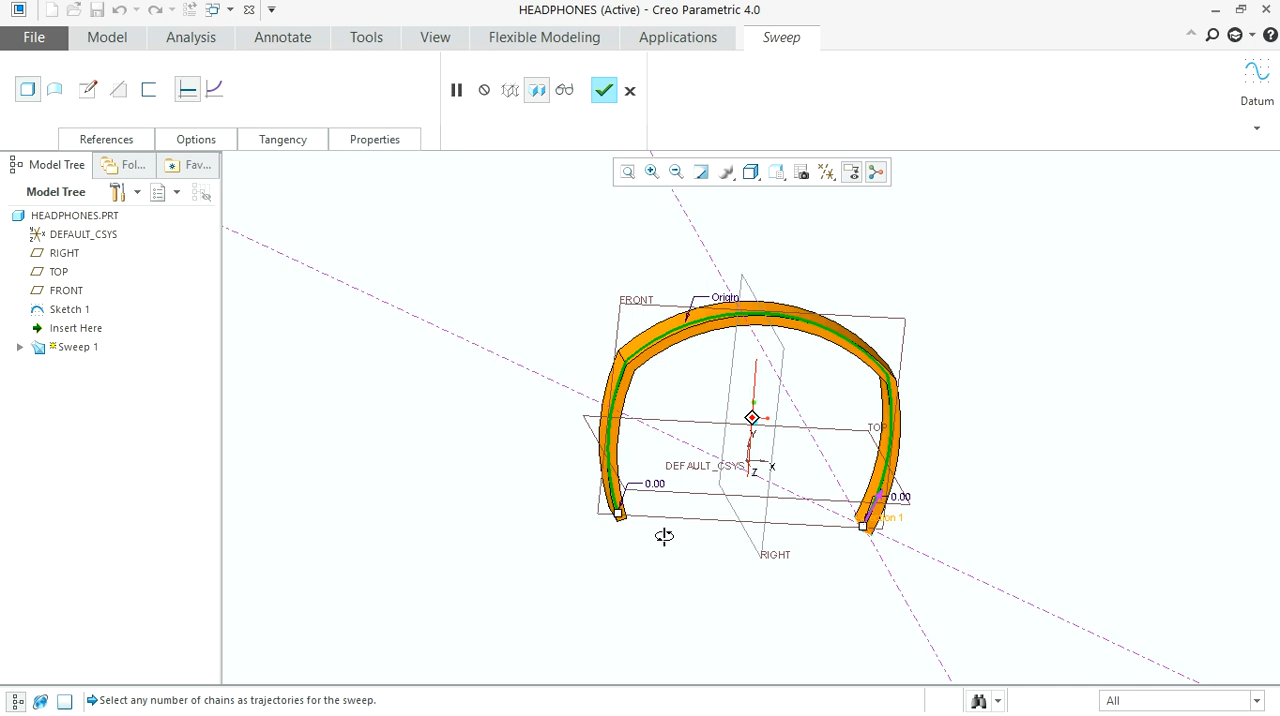 HEADPHONES (Active) - Creo Parametric 4.0
File Model Analysis Annotate Tools View Flexible Modeling Applications Sweep
Datum
References Options Tangency Properties
Model Tree Fol... Fav...
Model Tree
HEADPHONES.PRT
DEFAULT_CSYS
RIGHT
TOP
FRONT
Sketch 1
Insert Here
Sweep 1
FRONT
Origin
TOP
Y
DEFAULT_CSYS
X
Z
0.00
0.00
RIGHT
Select any number of chains as trajectories for the sweep.
All